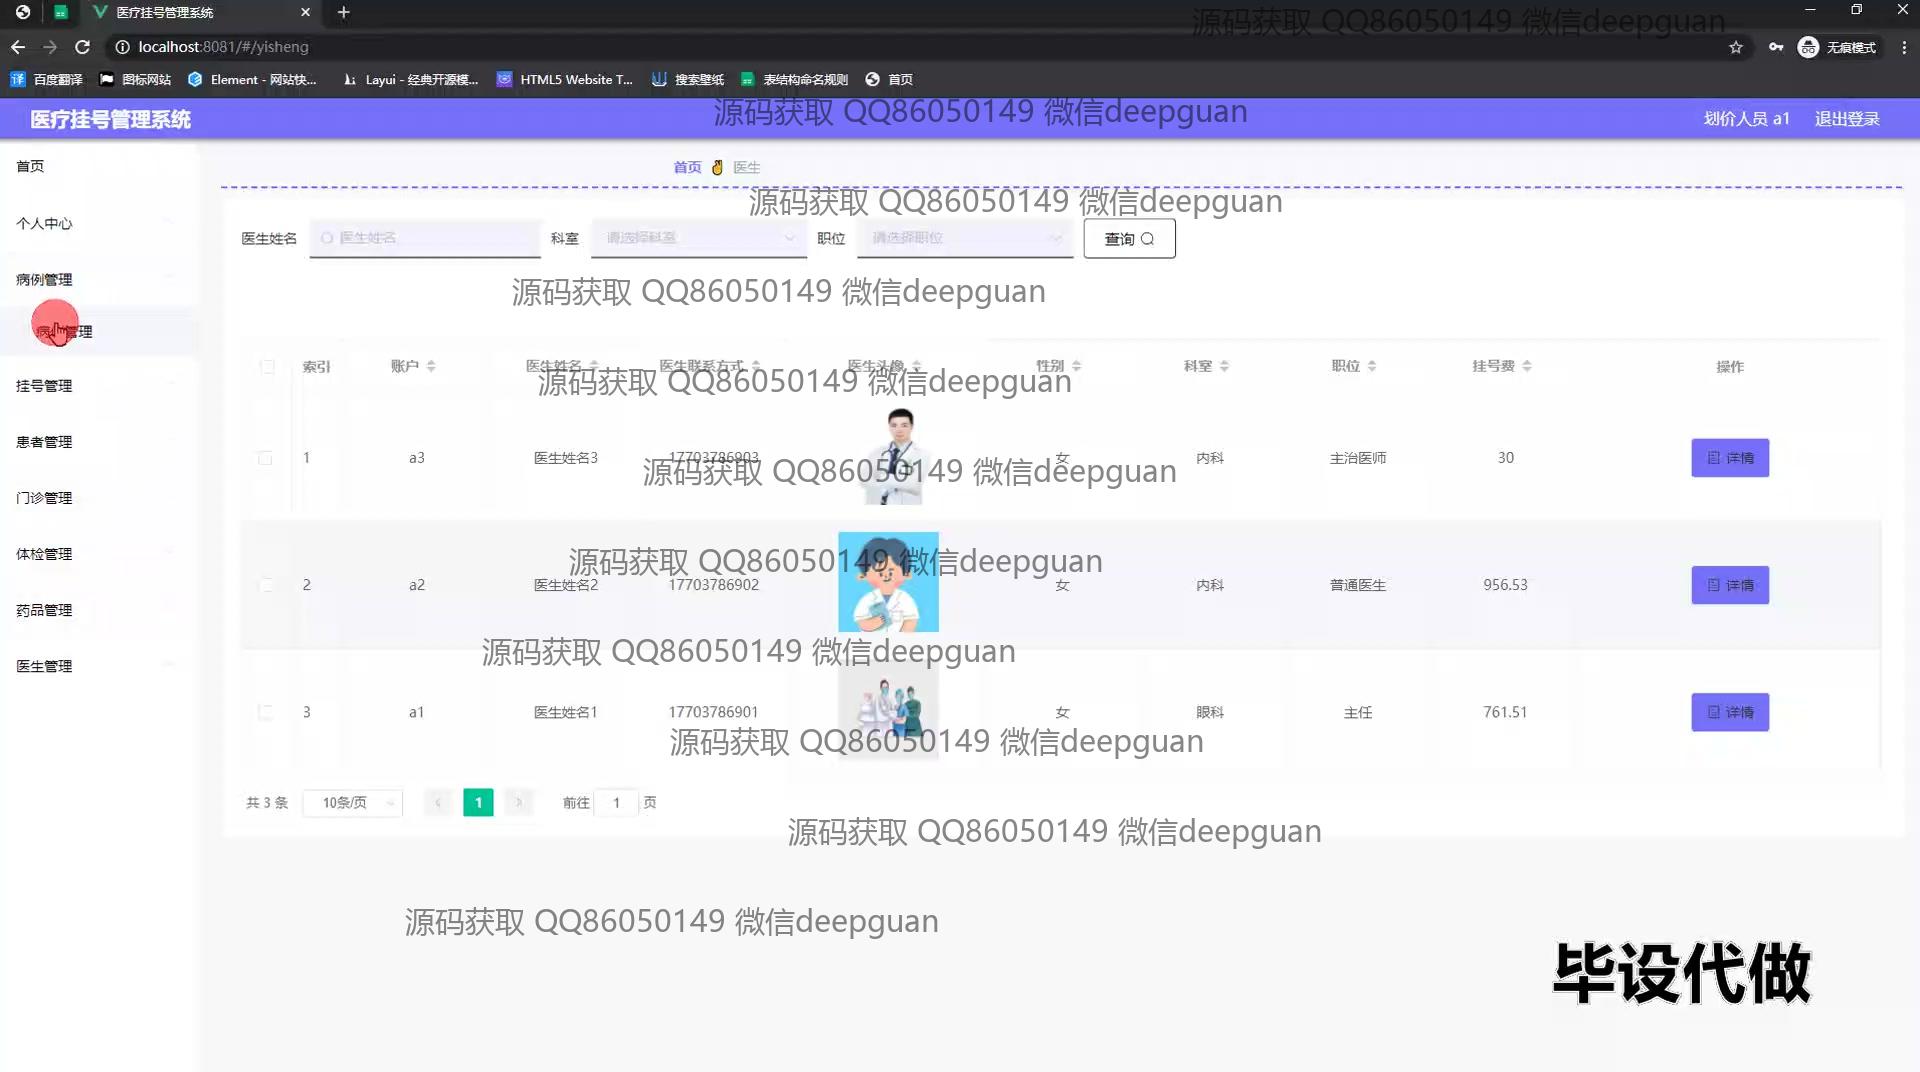 医疗挂号管理系统
源码获取 QQ86050149 微信deepguan
localhost:8081/#/yisheng
无痕模式
百度翻译 图标网站 Element - 网站快... Layui - 经典开源模... HTML5 Website T... 搜索壁纸 表结构命名规则 首页
医疗挂号管理系统
源码获取 QQ86050149 微信deepguan
划价人员 a1 退出登录
首页
首页 医生
源码获取 QQ86050149 微信deepguan
个人中心
医生姓名 医生姓名 科室 请选择科室 职位 请选择职位 查询
病例管理
源码获取 QQ86050149 微信deepguan
管理
索引 账户 医生姓名 医生联系方式 医生头像 性别 科室 职位 挂号费 操作
源码获取 QQ86050149 微信deepguan
挂号管理
患者管理
1 a3 医生姓名3 17703786903 女 内科 主治医师 30 详情
源码获取 QQ86050149 微信deepguan
门诊管理
体检管理
源码获取 QQ86050149 微信deepguan
2 a2 医生姓名2 17703786902 女 内科 普通医生 956.53 详情
药品管理
源码获取 QQ86050149 微信deepguan
医生管理
3 a1 医生姓名1 17703786901 女 眼科 主任 761.51 详情
源码获取 QQ86050149 微信deepguan
共 3 条 10条/页 1 前往 1 页
源码获取 QQ86050149 微信deepguan
源码获取 QQ86050149 微信deepguan
毕设代做